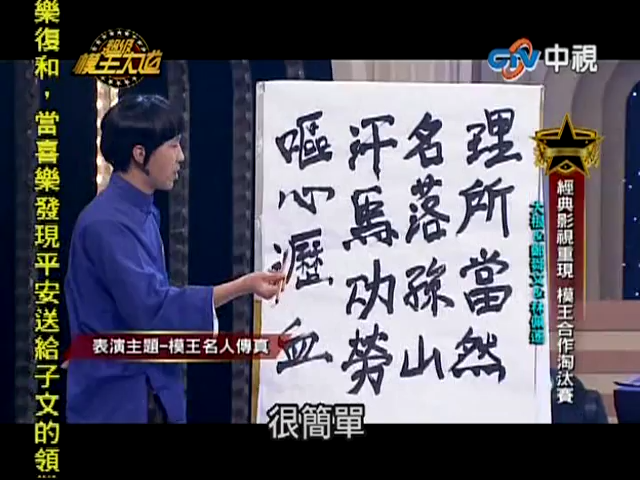 樂復和，當喜樂發現平安送給子文的領
超級模王大道
CTV中視
理所當然
名落孫山
汗馬功勞
嘔心瀝血
經典影視重現 模王合作淘汰賽
表演主題-模王名人傳真
很簡單